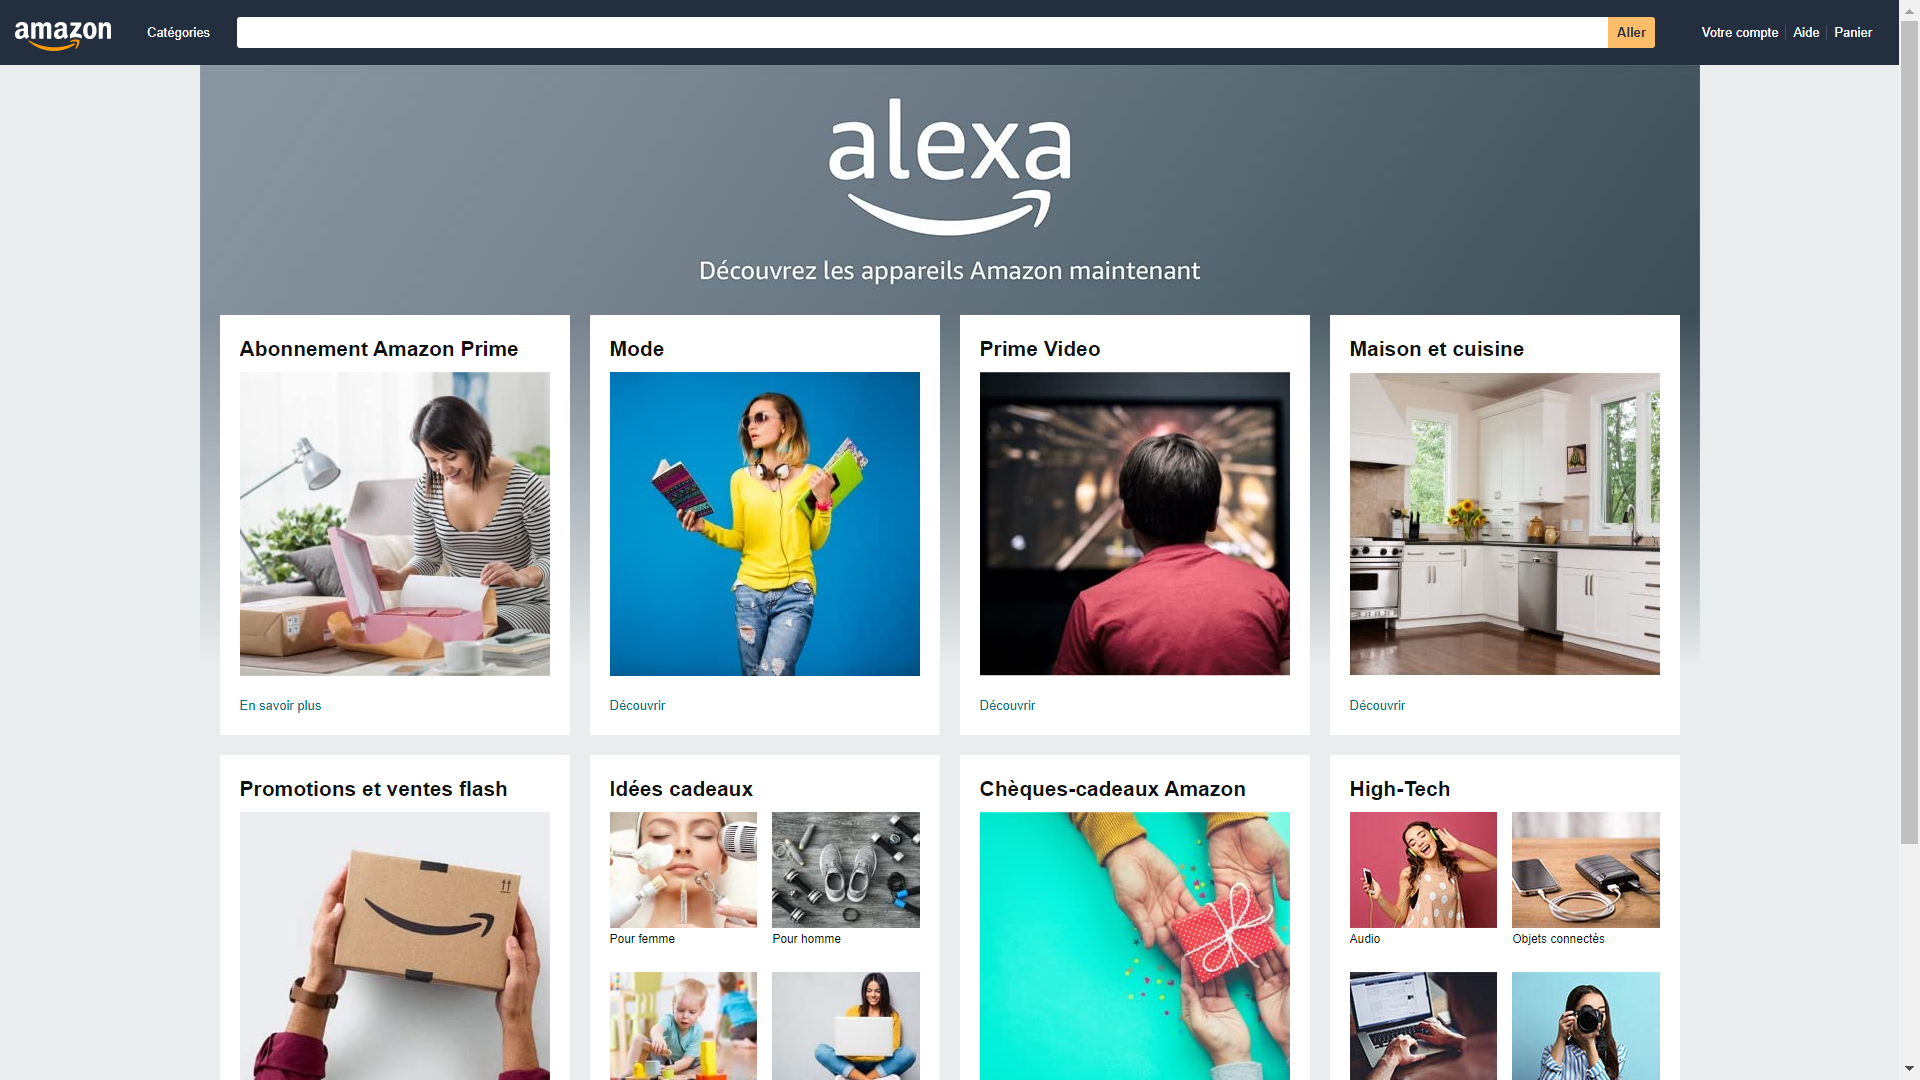 amazon
Catégories
Aller
Votre compte
Aide
Panier
alexa
Découvrez les appareils Amazon maintenant
Abonnement Amazon Prime
Mode
Prime Video
Maison et cuisine
En savoir plus
Découvrir
Découvrir
Découvrir
Promotions et ventes flash
Idées cadeaux
Chèques-cadeaux Amazon
High-Tech
Pour femme
Pour homme
Audio
Objets connectés